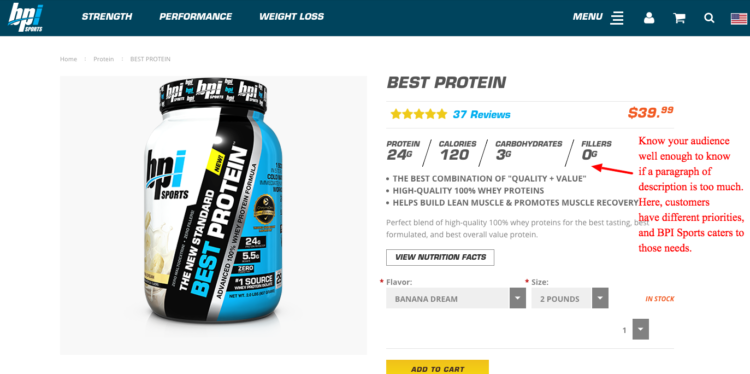 bpi
SPORTS
STRENGTH
PERFORMANCE
WEIGHT LOSS
MENU
Home
Protein
BEST PROTEIN
BEST PROTEIN
37 Reviews
$39.99
PROTEIN
24G
CALORIES
120
CARBOHYDRATES
3G
FILLERS
0G
• THE BEST COMBINATION OF "QUALITY + VALUE"
• HIGH-QUALITY 100% WHEY PROTEINS
• HELPS BUILD LEAN MUSCLE & PROMOTES MUSCLE RECOVERY
Perfect blend of high-quality 100% whey proteins for the best tasting, best
formulated, and best overall value protein.
VIEW NUTRITION FACTS
* Flavor:
BANANA DREAM
* Size:
2 POUNDS
IN STOCK
1
ADD TO CART
Know your audience
well enough to know
if a paragraph of
description is too much.
Here, customers
have different priorities,
and BPI Sports caters to
those needs.
bpi
SPORTS
bpi
SPORTS
NEW!
THE NEW STANDARD
BEST PROTEIN
ADVANCED 100% WHEY PROTEIN FORMULA
24G
5.5G
ZERO
#1 SOURCE